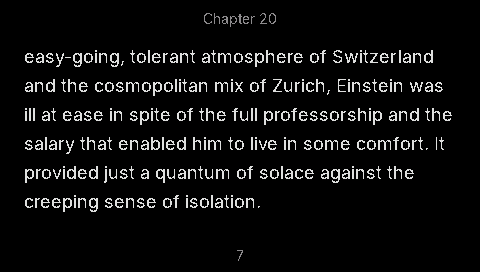 Chapter 20
easy-going, tolerant atmosphere of Switzerland
and the cosmopolitan mix of Zurich, Einstein was
ill at ease in spite of the full professorship and the
salary that enabled him to live in some comfort. It
provided just a quantum of solace against the
creeping sense of isolation.
7